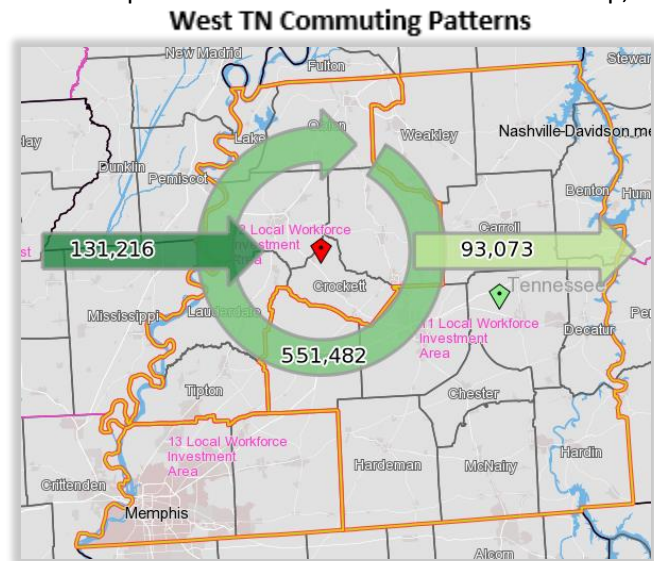 West TN Commuting Patterns
New Madrid
Fulton
Stewar
Lake
Weakley
Nashville-Davidson.me
Dunklin
Pemiscot
Benton
Hum
Carroll
131,216
Local Workforce
Investment
Area
93,073
Crockett
Tennessee
Mississippi
Lauderdale
11 Local Workforce
Investment
Area
Decatur
551,482
Tipton
Chester
13 Local Workforce
Investment
Area
Crittenden
Hardeman
McNairy
Hardin
Memphis
Alcorn